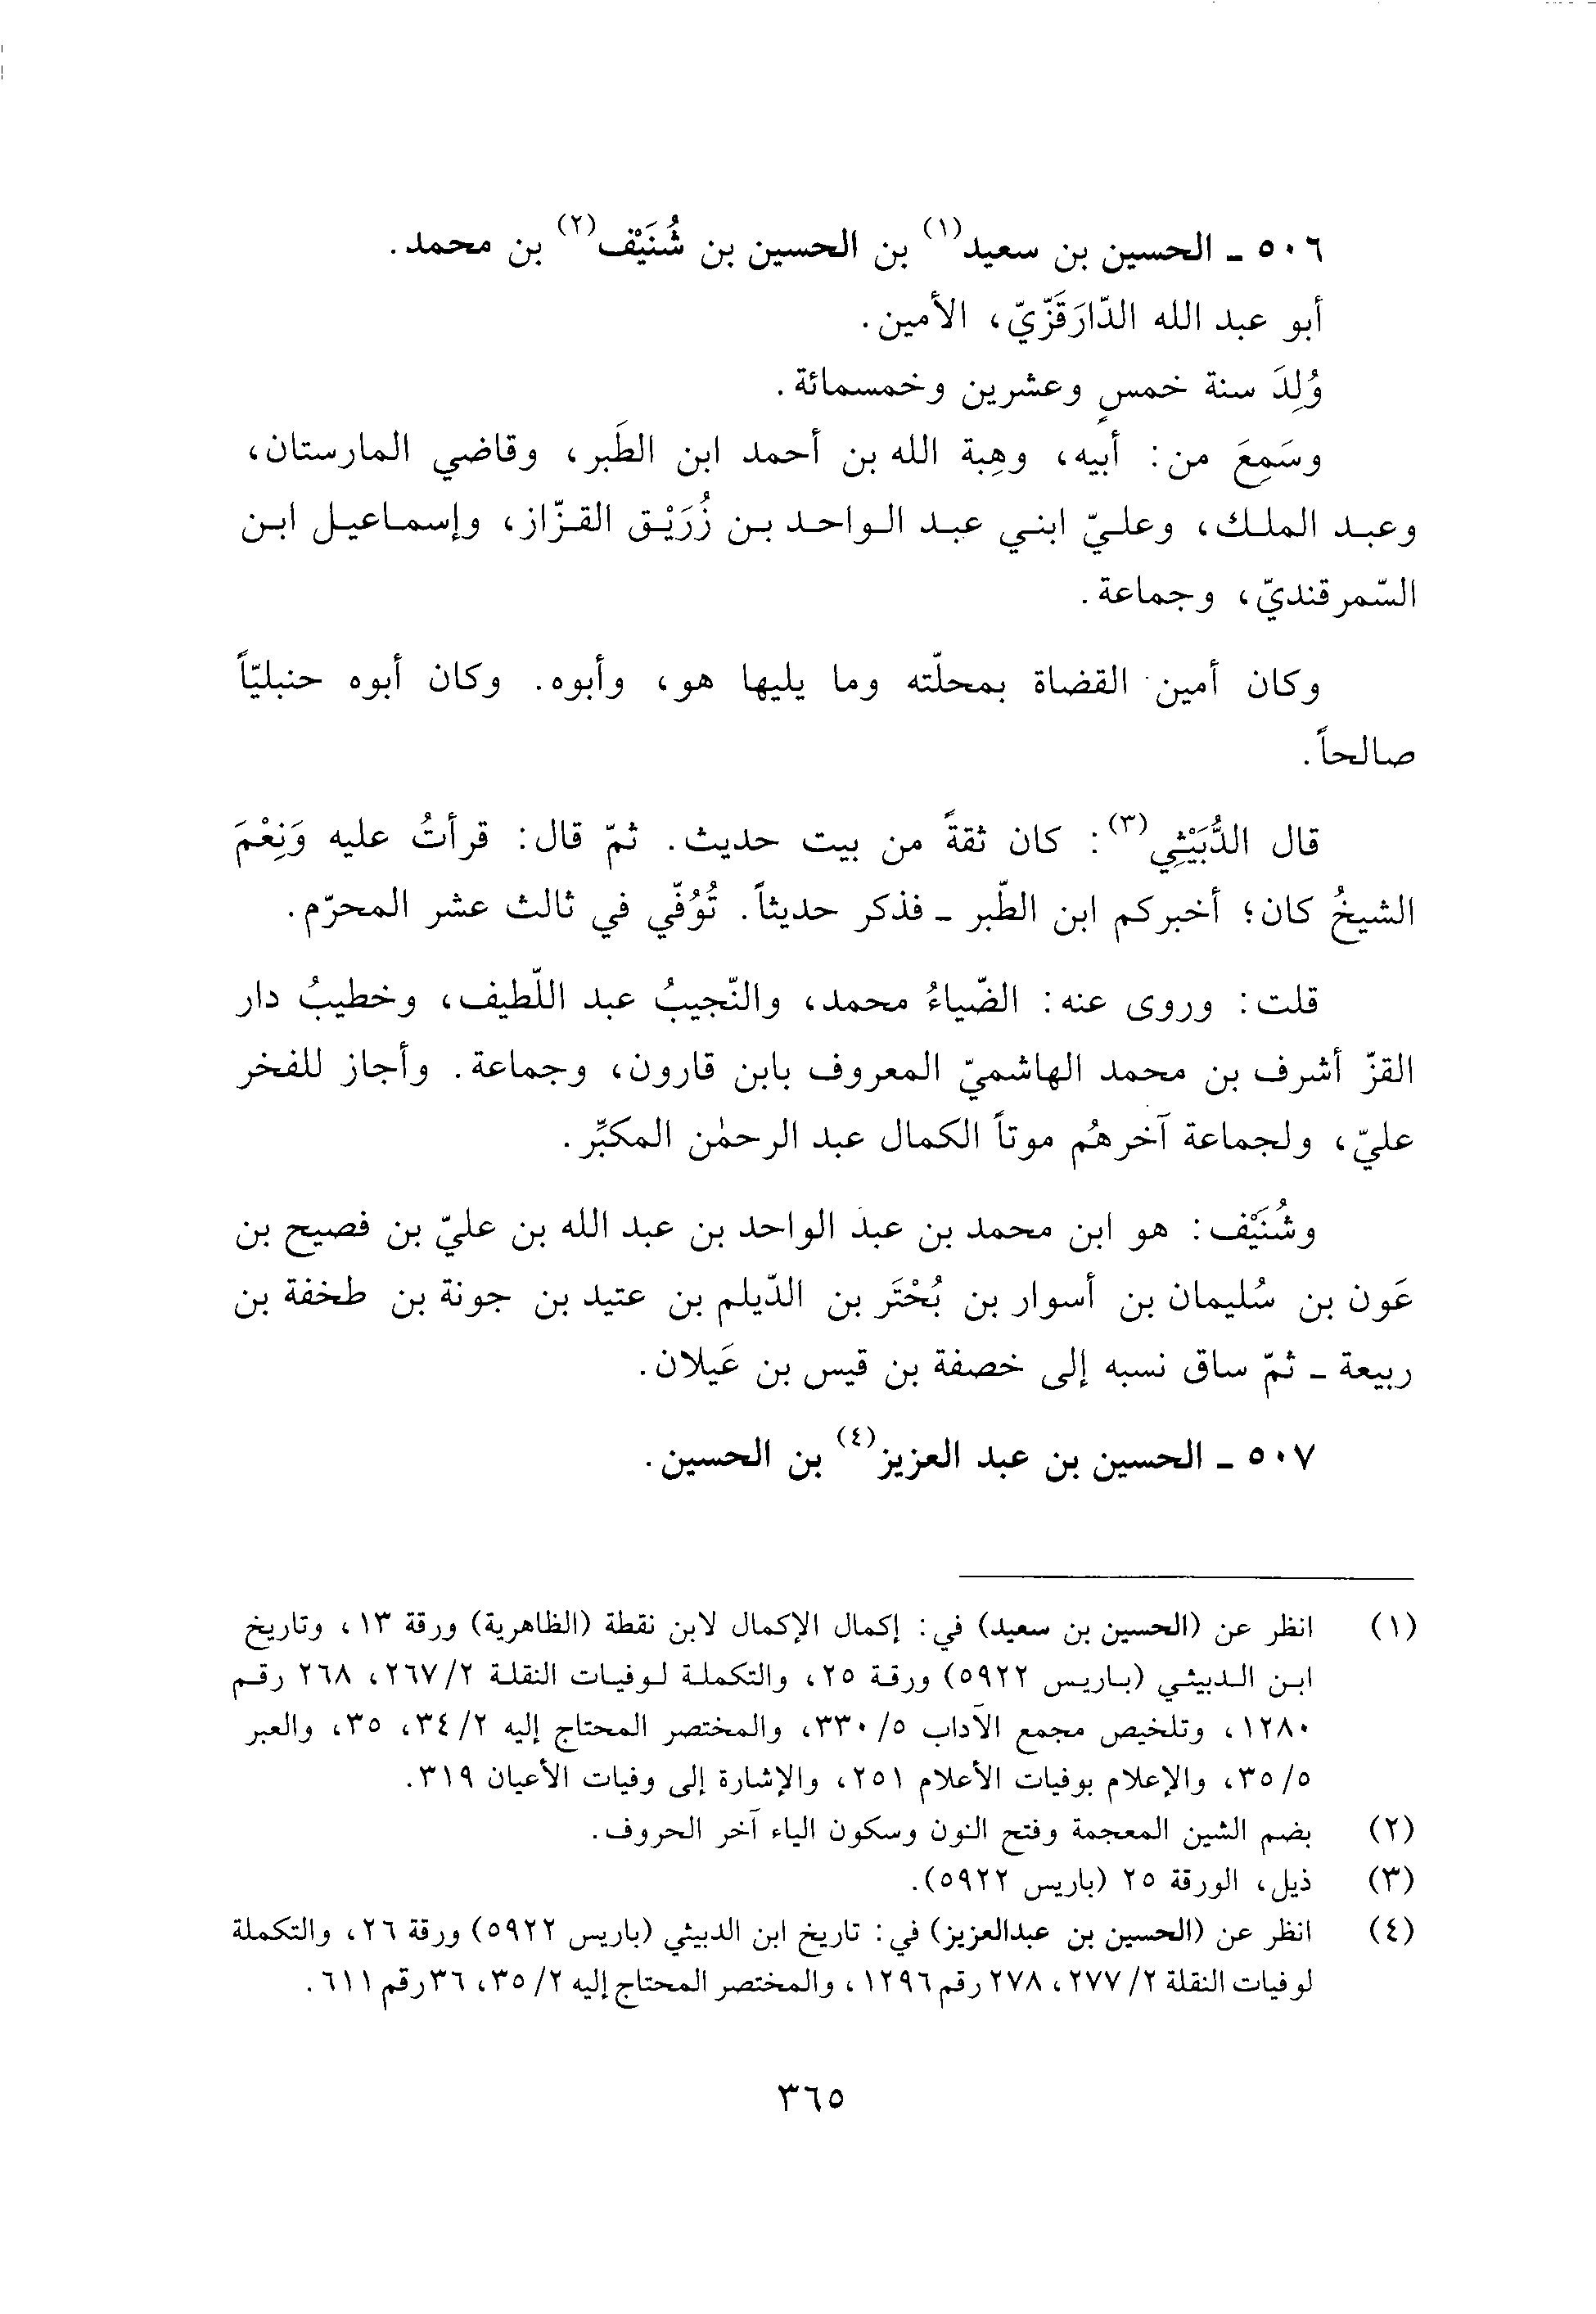 ٥٠٦ ـ الحسين بن سعيد(١) بن الحسين بن شُنَيْف(٢) بن محمد.
أبو عبد الله الدّارَقَزّيّ، الأمين.
وُلِدَ سنة خمسٍ وعشرين وخمسمائة.
وسَمِعَ من: أبيه، وهِبة الله بن أحمد ابن الطَبر، وقاضي المارستان،
وعبد الملك، وعليّ ابني عبد الواحد بن زُرَيْق القزّاز، وإسماعيل ابن
السّمرقنديّ، وجماعة.
وكان أمين القضاة بمحلّته وما يليها هو، وأبوه. وكان أبوه حنبليّاً
صالحاً.
قال الدُّبَيْثِي(٣): كان ثقةً من بيت حديث. ثمّ قال: قرأتُ عليه وَنِعْمَ
الشيخُ كان؛ أخبركم ابن الطّبر ـ فذكر حديثاً. تُوُفّي في ثالث عشر المحرّم.
قلت: وروى عنه: الضّياءُ محمد، والنّجيبُ عبد اللّطيف، وخطيبُ دار
القزّ أشرف بن محمد الهاشميّ المعروف بابن قارون، وجماعة. وأجاز للفخر
عليّ، ولجماعة آخرهُم موتاً الكمال عبد الرحمٰن المكبِّر.
وشُنَيْف: هو ابن محمد بن عبد الواحد بن عبد الله بن عليّ بن فصيح بن
عَون بن سُليمان بن أسوار بن بُحْتَر بن الدّيلم بن عتيد بن جونة بن طخفة بن
ربيعة ـ ثمّ ساق نسبه إلى خصفة بن قيس بن عَيلان.
٥٠٧ ـ الحسين بن عبد العزيز(٤) بن الحسين.
(١) انظر عن (الحسين بن سعيد) في: إكمال الإكمال لابن نقطة (الظاهرية) ورقة ١٣، وتاريخ
ابن الدبيثي (باريس ٥٩٢٢) ورقة ٢٥، والتكملة لوفيات النقلة ٢/٢٦٧، ٢٦٨ رقم
١٢٨٠، وتلخيص مجمع الآداب ٥/٣٣٠، والمختصر المحتاج إليه ٢/٣٤، ٣٥، والعبر
٥/٣٥، والإعلام بوفيات الأعلام ٢٥١، والإشارة إلى وفيات الأعيان ٣١٩.
(٢) بضم الشين المعجمة وفتح النون وسكون الياء آخر الحروف.
(٣) ذيل، الورقة ٢٥ (باريس ٥٩٢٢).
(٤) انظر عن (الحسين بن عبدالعزيز) في: تاريخ ابن الدبيثي (باريس ٥٩٢٢) ورقة ٢٦، والتكملة
لوفيات النقلة ٢/٢٧٧، ٢٧٨ رقم ١٢٩٦، والمختصر المحتاج إليه ٢/٣٥، ٣٦ رقم ٦١١.
٣٦٥